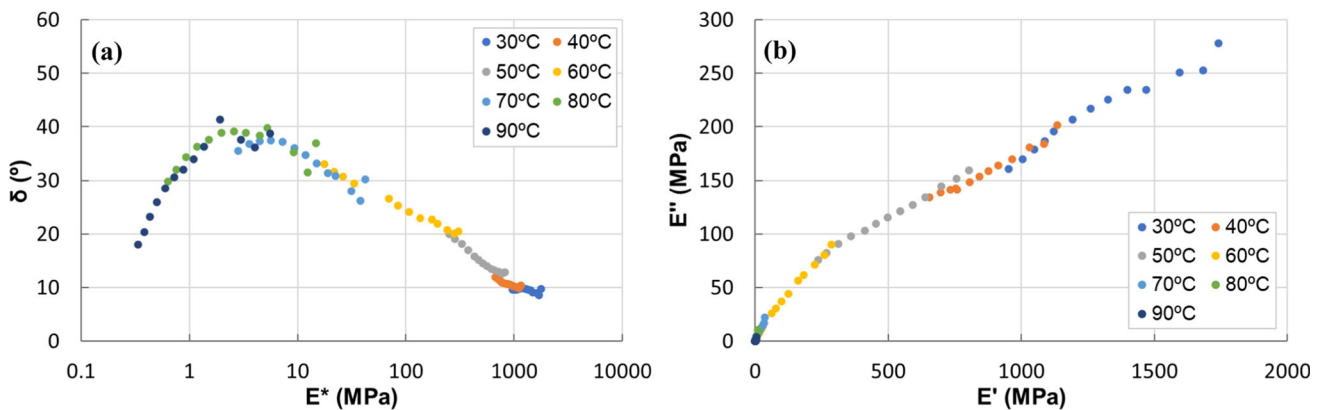 (a)
δ (º)
60
50
40
30
20
10
0
0.1 1 10 100 1000 10000
E* (MPa)
30ºC 40ºC
50ºC 60ºC
70ºC 80ºC
90ºC
(b)
E'' (MPa)
300
250
200
150
100
50
0
0 500 1000 1500 2000
E' (MPa)
30ºC 40ºC
50ºC 60ºC
70ºC 80ºC
90ºC